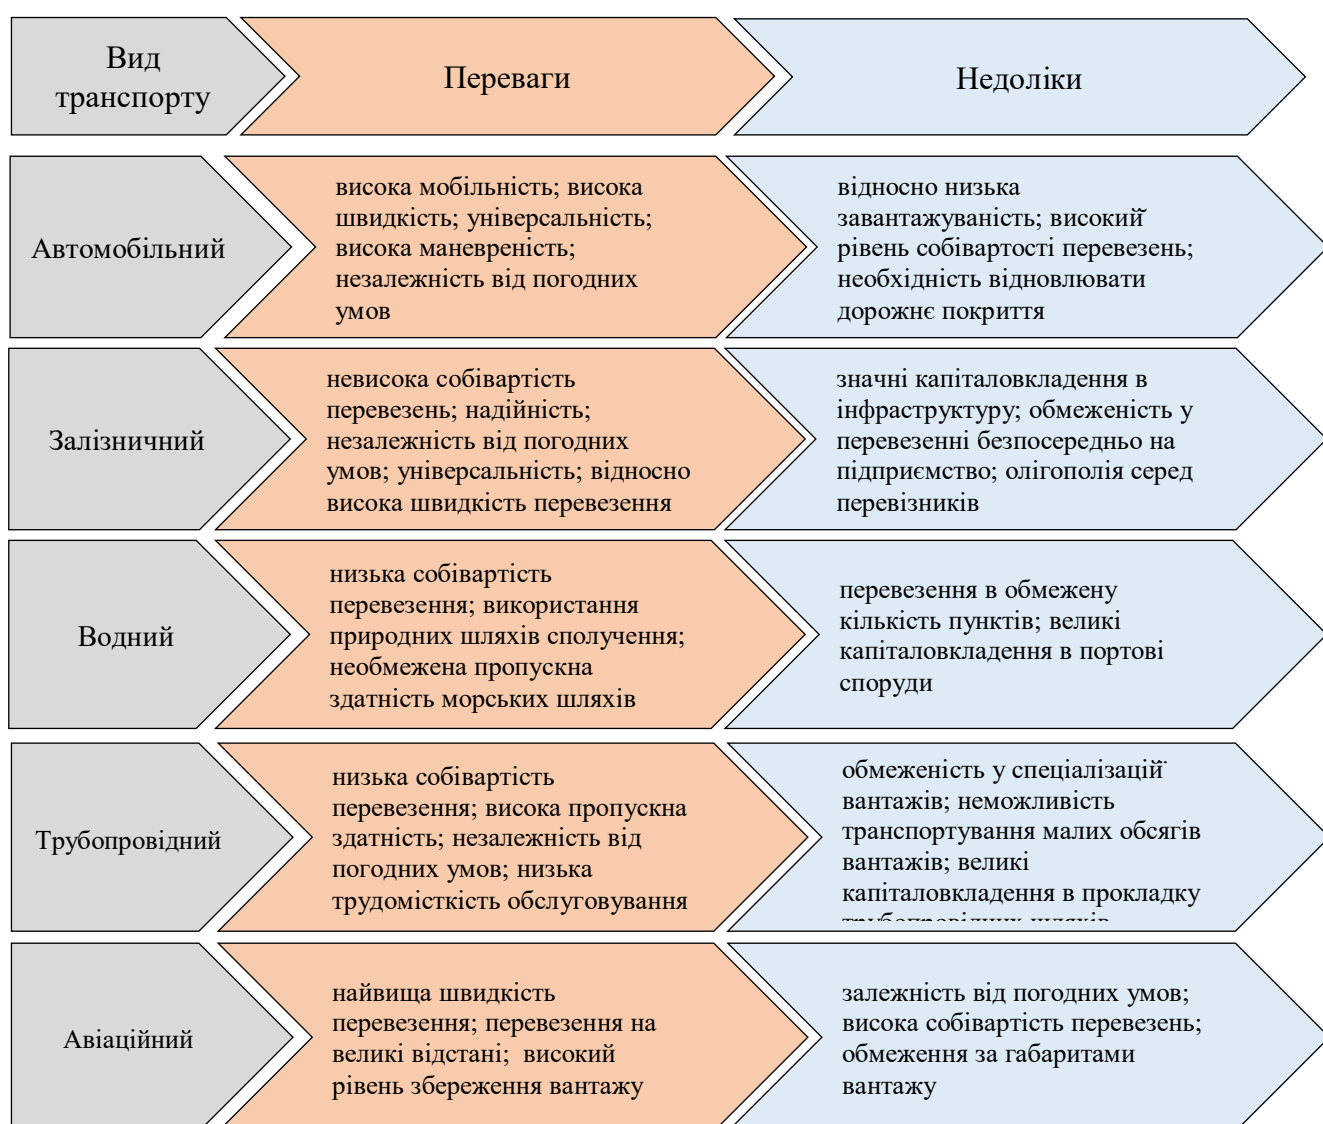 Вид
транспорту
Переваги
Недоліки
Автомобільний
висока мобільність; висока
швидкість; універсальність;
висока маневреність;
незалежність від погодних
умов
відносно низька
завантажуваність; високий
рівень собівартості перевезень;
необхідність відновлювати
дорожнє покриття
Залізничний
невисока собівартість
перевезень; надійність;
незалежність від погодних
умов; універсальність; відносно
висока швидкість перевезення
значні капіталовкладення в
інфраструктуру; обмеженість у
перевезенні безпосередньо на
підприємство; олігополія серед
перевізників
Водний
низька собівартість
перевезення; використання
природних шляхів сполучення;
необмежена пропускна
здатність морських шляхів
перевезення в обмежену
кількість пунктів; великі
капіталовкладення в портові
споруди
Трубопровідний
низька собівартість
перевезення; висока пропускна
здатність; незалежність від
погодних умов; низька
трудомісткість обслуговування
обмеженість у спеціалізацій
вантажів; неможливість
транспортування малих обсягів
вантажів; великі
капіталовкладення в прокладку
трубопровідних шляхів
Авіаційний
найвища швидкість
перевезення; перевезення на
великі відстані; високий
рівень збереження вантажу
залежність від погодних умов;
висока собівартість перевезень;
обмеження за габаритами
вантажу